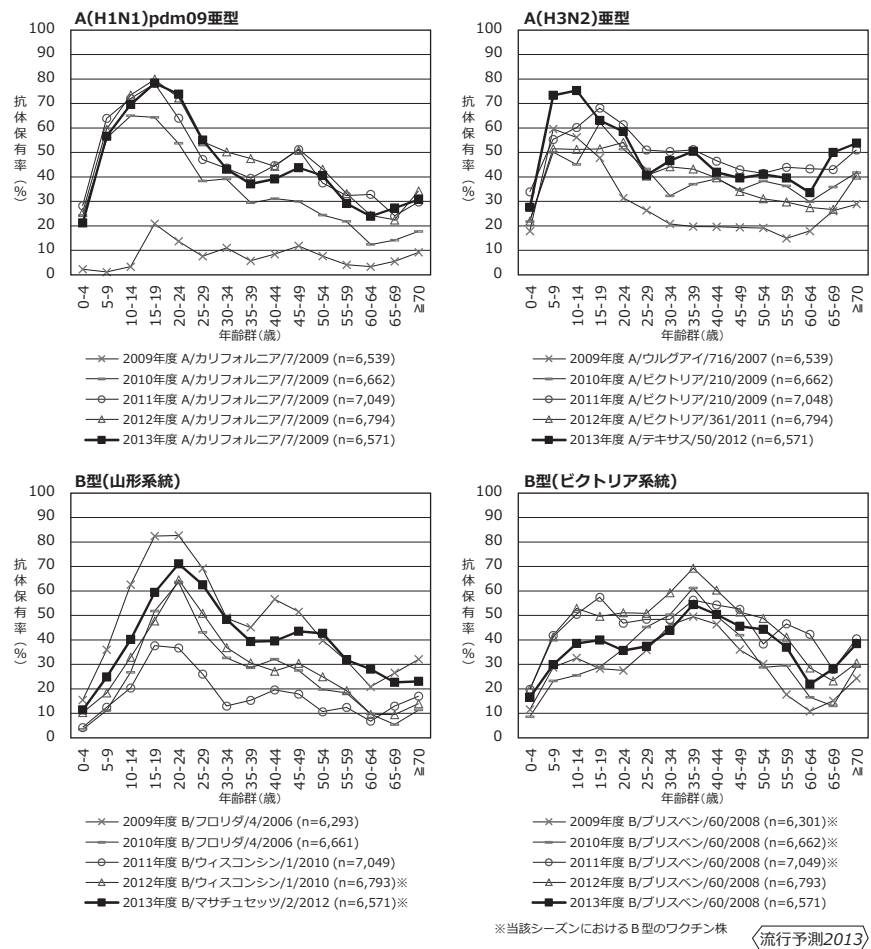 A(H1N1)pdm09亜型
100
90
80
70
60
50
40
30
20
10
0
抗体保有率(%)
0-4 5-9 10-14 15-19 20-24 25-29 30-34 35-39 40-44 45-49 50-54 55-59 60-64 65-69 ≧70
年齢群(歳)
2009年度 A/カリフォルニア/7/2009 (n=6,539)
2010年度 A/カリフォルニア/7/2009 (n=6,662)
2011年度 A/カリフォルニア/7/2009 (n=7,049)
2012年度 A/カリフォルニア/7/2009 (n=6,794)
2013年度 A/カリフォルニア/7/2009 (n=6,571)
A(H3N2)亜型
100
90
80
70
60
50
40
30
20
10
0
抗体保有率(%)
0-4 5-9 10-14 15-19 20-24 25-29 30-34 35-39 40-44 45-49 50-54 55-59 60-64 65-69 ≧70
年齢群(歳)
2009年度 A/ウルグアイ/716/2007 (n=6,539)
2010年度 A/ビクトリア/210/2009 (n=6,662)
2011年度 A/ビクトリア/210/2009 (n=7,048)
2012年度 A/ビクトリア/361/2011 (n=6,794)
2013年度 A/テキサス/50/2012 (n=6,571)
B型(山形系統)
100
90
80
70
60
50
40
30
20
10
0
抗体保有率(%)
0-4 5-9 10-14 15-19 20-24 25-29 30-34 35-39 40-44 45-49 50-54 55-59 60-64 65-69 ≧70
年齢群(歳)
2009年度 B/フロリダ/4/2006 (n=6,293)
2010年度 B/フロリダ/4/2006 (n=6,661)
2011年度 B/ウィスコンシン/1/2010 (n=7,049)
2012年度 B/ウィスコンシン/1/2010 (n=6,793)※
2013年度 B/マサチュセッツ/2/2012 (n=6,571)※
B型(ビクトリア系統)
100
90
80
70
60
50
40
30
20
10
0
抗体保有率(%)
0-4 5-9 10-14 15-19 20-24 25-29 30-34 35-39 40-44 45-49 50-54 55-59 60-64 65-69 ≧70
年齢群(歳)
2009年度 B/ブリスベン/60/2008 (n=6,301)※
2010年度 B/ブリスベン/60/2008 (n=6,662)※
2011年度 B/ブリスベン/60/2008 (n=7,049)※
2012年度 B/ブリスベン/60/2008 (n=6,793)
2013年度 B/ブリスベン/60/2008 (n=6,571)
※当該シーズンにおけるB型のワクチン株
流行予測2013